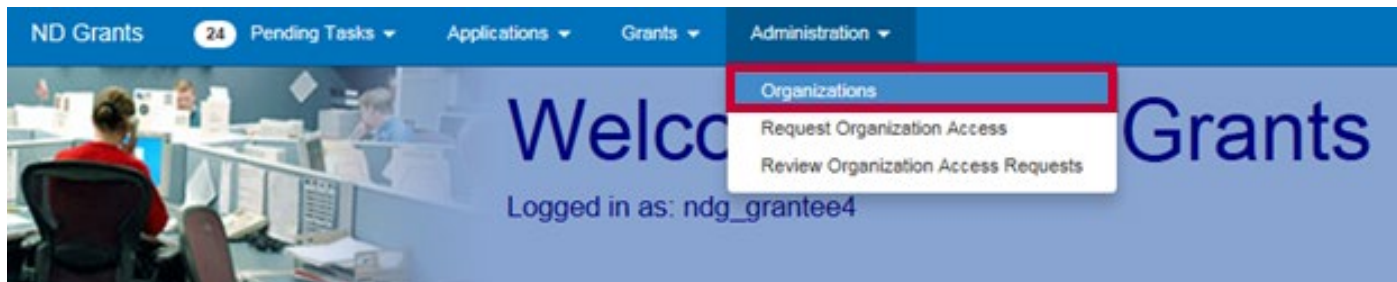 ND Grants 24 Pending Tasks Applications Grants Administration
Organizations
Request Organization Access
Review Organization Access Requests
Welco Grants
Logged in as: ndg_grantee4